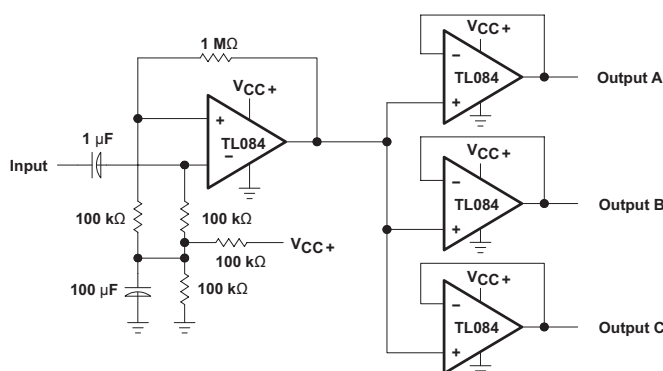 1 MΩ
VCC+
+
TL084
−
1 µF
Input
100 kΩ
100 kΩ
100 kΩ
VCC+
100 µF
100 kΩ
VCC+
−
TL084
+
Output A
VCC+
−
TL084
+
Output B
VCC+
−
TL084
+
Output C